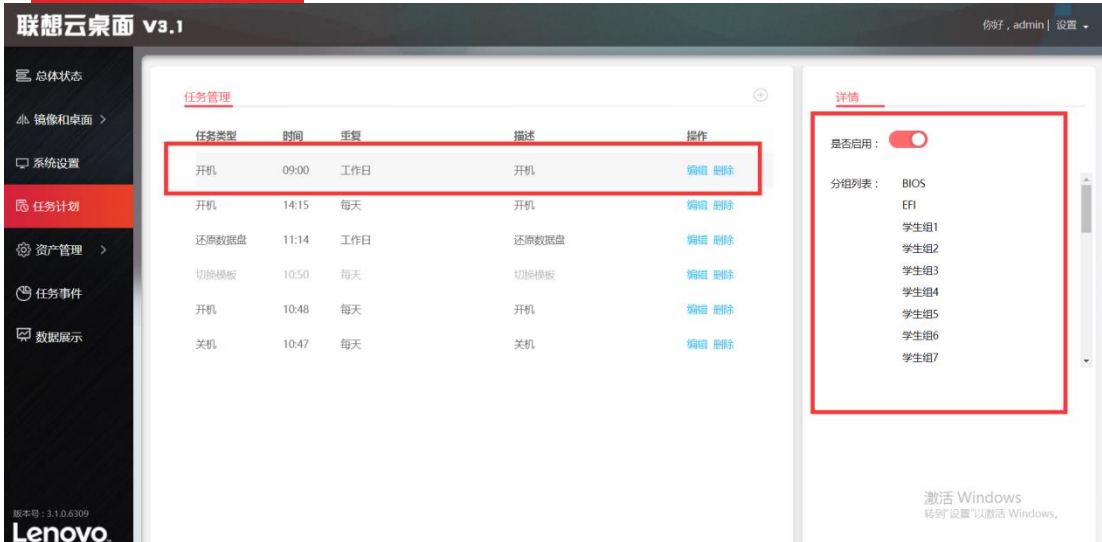 联想云桌面 V3.1
你好，admin | 设置
总体状态
镜像和桌面
系统设置
任务计划
资产管理
任务事件
数据展示
版本号：3.1.0.6309
Lenovo
任务管理
任务类型 时间 重复 描述 操作
开机 09:00 工作日 开机 编辑 删除
开机 14:15 每天 开机 编辑 删除
还原数据盘 11:14 工作日 还原数据盘 编辑 删除
切换模板 10:50 每天 切换模板 编辑 删除
开机 10:48 每天 开机 编辑 删除
关机 10:47 每天 关机 编辑 删除
详情
是否启用：
分组列表： BIOS
EFI
学生组1
学生组2
学生组3
学生组4
学生组5
学生组6
学生组7
激活 Windows
转到"设置"以激活 Windows。